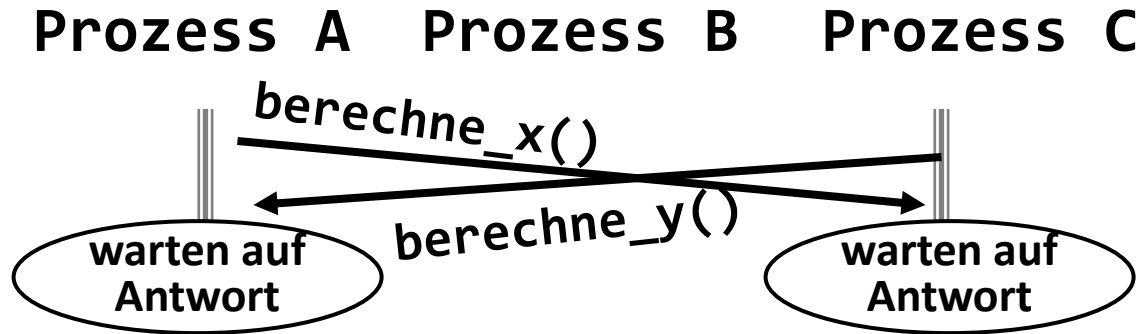 Prozess A Prozess B Prozess C
berechne_x()
berechne_y()
warten auf
Antwort
warten auf
Antwort